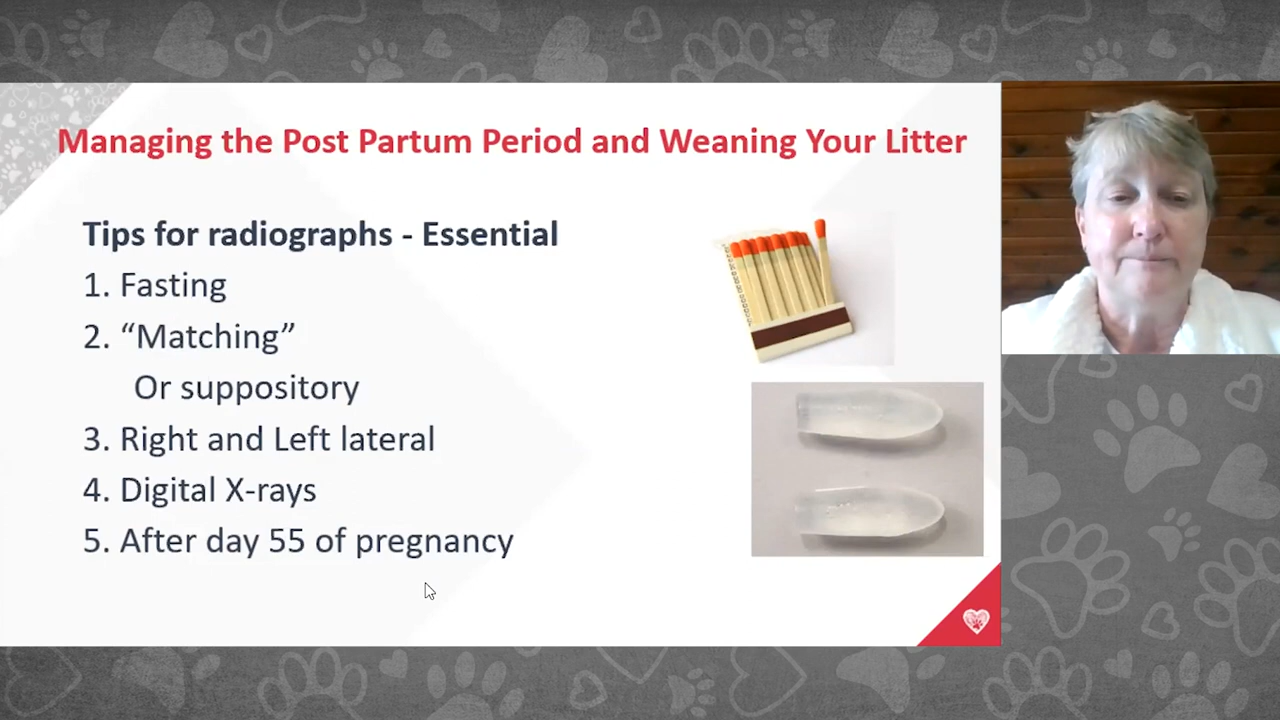 Managing the Post Partum Period and Weaning Your Litter
Tips for radiographs - Essential
1. Fasting
2. “Matching”
Or suppository
3. Right and Left lateral
4. Digital X-rays
5. After day 55 of pregnancy